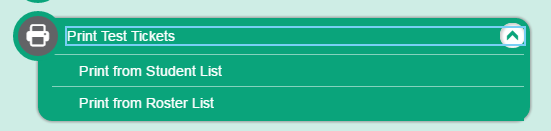 Print Test Tickets
Print from Student List
Print from Roster List